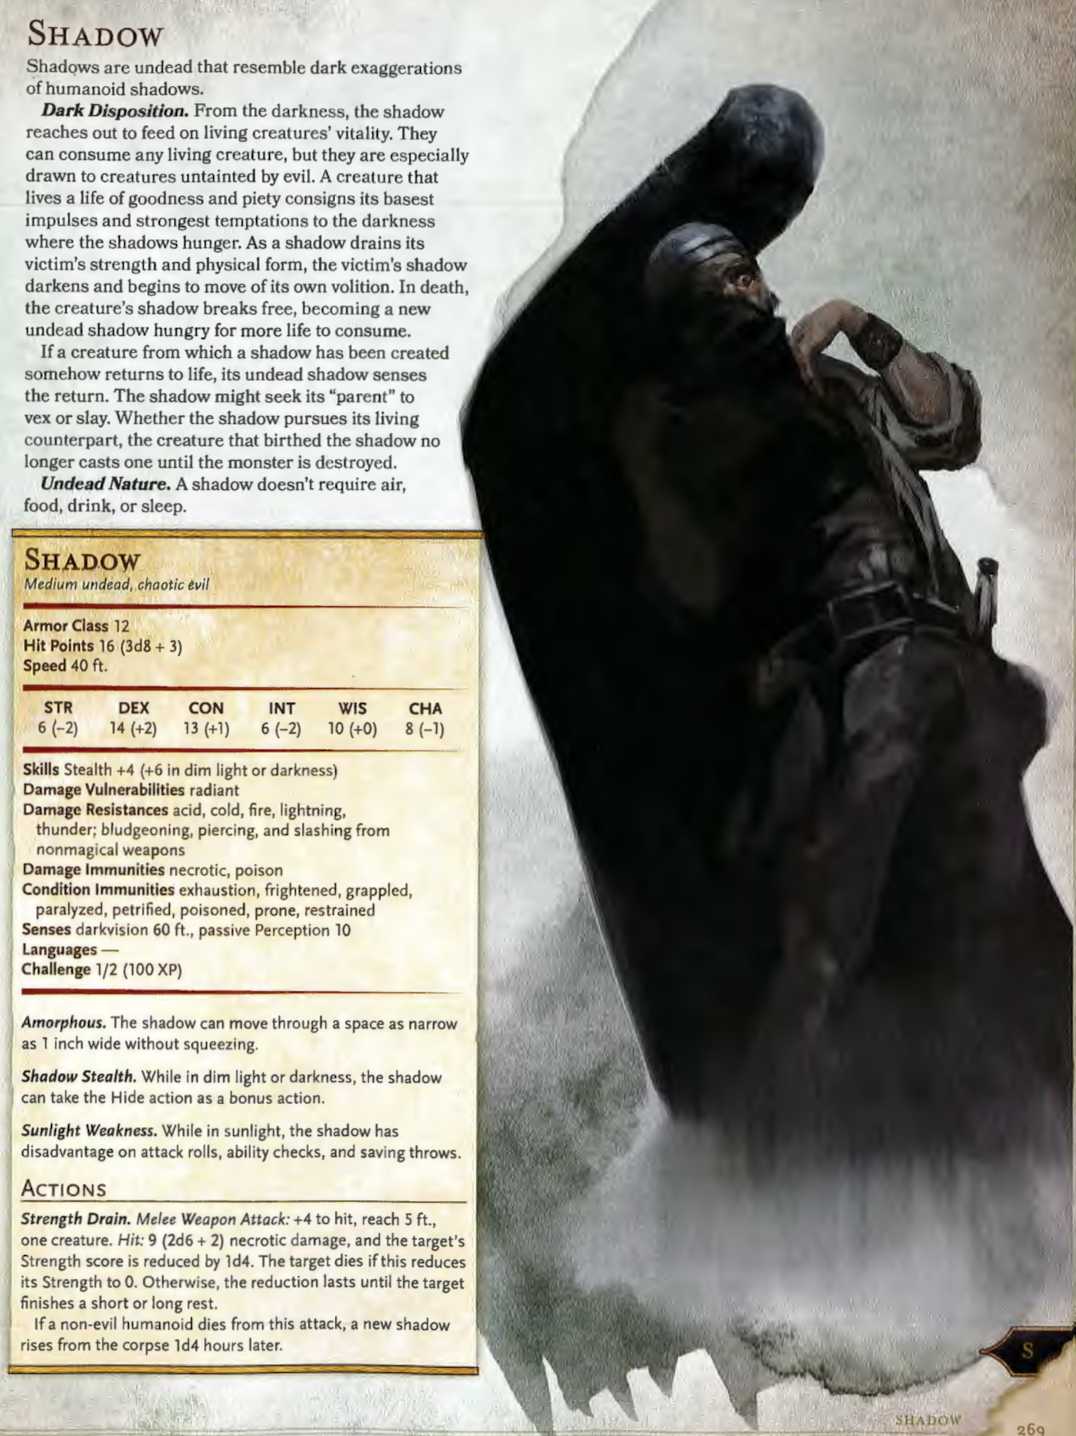 SHADOW
Shadows are undead that resemble dark exaggerations
of humanoid shadows.
Dark Disposition. From the darkness, the shadow
reaches out to feed on living creatures' vitality. They
can consume any living creature, but they are especially
drawn to creatures untainted by evil. A creature that
lives a life of goodness and piety consigns its basest
impulses and strongest temptations to the darkness
where the shadows hunger. As a shadow drains its
victim's strength and physical form, the victim's shadow
darkens and begins to move of its own volition. In death,
the creature's shadow breaks free, becoming a new
undead shadow hungry for more life to consume.
If a creature from which a shadow has been created
somehow returns to life, its undead shadow senses
the return. The shadow might seek its "parent" to
vex or slay. Whether the shadow pursues its living
counterpart, the creature that birthed the shadow no
longer casts one until the monster is destroyed.
Undead Nature. A shadow doesn't require air,
food, drink, or sleep.
SHADOW
Medium undead, chaotic evil
Armor Class 12
Hit Points 16 (3d8 + 3)
Speed 40 ft.
STR DEX CON INT WIS CHA
6 (−2) 14 (+2) 13 (+1) 6 (−2) 10 (+0) 8 (−1)
Skills Stealth +4 (+6 in dim light or darkness)
Damage Vulnerabilities radiant
Damage Resistances acid, cold, fire, lightning,
thunder; bludgeoning, piercing, and slashing from
nonmagical weapons
Damage Immunities necrotic, poison
Condition Immunities exhaustion, frightened, grappled,
paralyzed, petrified, poisoned, prone, restrained
Senses darkvision 60 ft., passive Perception 10
Languages —
Challenge 1/2 (100 XP)
Amorphous. The shadow can move through a space as narrow
as 1 inch wide without squeezing.
Shadow Stealth. While in dim light or darkness, the shadow
can take the Hide action as a bonus action.
Sunlight Weakness. While in sunlight, the shadow has
disadvantage on attack rolls, ability checks, and saving throws.
ACTIONS
Strength Drain. Melee Weapon Attack: +4 to hit, reach 5 ft.,
one creature. Hit: 9 (2d6 + 2) necrotic damage, and the target's
Strength score is reduced by 1d4. The target dies if this reduces
its Strength to 0. Otherwise, the reduction lasts until the target
finishes a short or long rest.
If a non-evil humanoid dies from this attack, a new shadow
rises from the corpse 1d4 hours later.
S
SHADOW
269